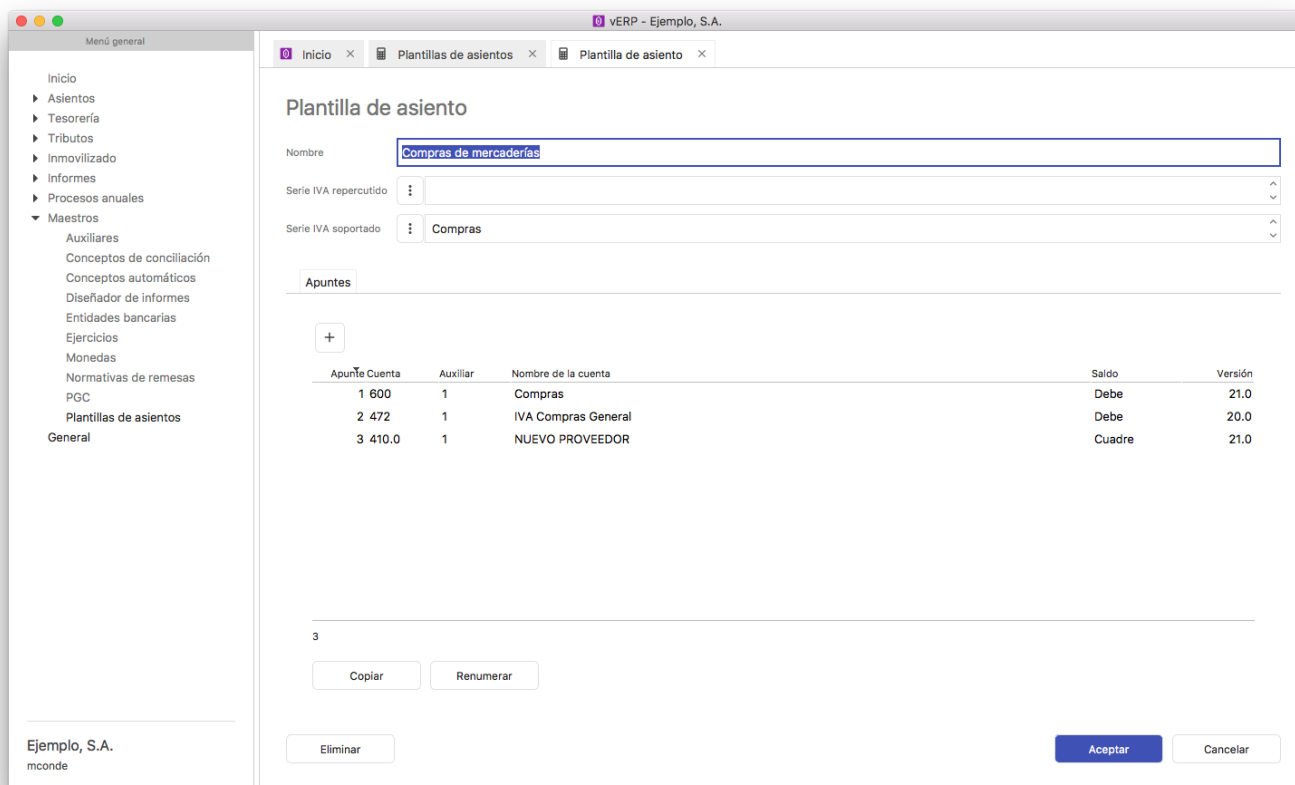 vERP - Ejemplo, S.A.
Menú general
Inicio
Asientos
Tesorería
Tributos
Inmovilizado
Informes
Procesos anuales
Maestros
Auxiliares
Conceptos de conciliación
Conceptos automáticos
Diseñador de informes
Entidades bancarias
Ejercicios
Monedas
Normativas de remesas
PGC
Plantillas de asientos
General
Ejemplo, S.A.
mconde
Inicio Plantillas de asientos Plantilla de asiento
Plantilla de asiento
Nombre Compras de mercaderías
Serie IVA repercutido
Serie IVA soportado Compras
Apuntes
+
Apunte Cuenta Auxiliar Nombre de la cuenta Saldo Versión
1 600 1 Compras Debe 21.0
2 472 1 IVA Compras General Debe 20.0
3 410.0 1 NUEVO PROVEEDOR Cuadre 21.0
3
Copiar Renumerar
Eliminar Aceptar Cancelar